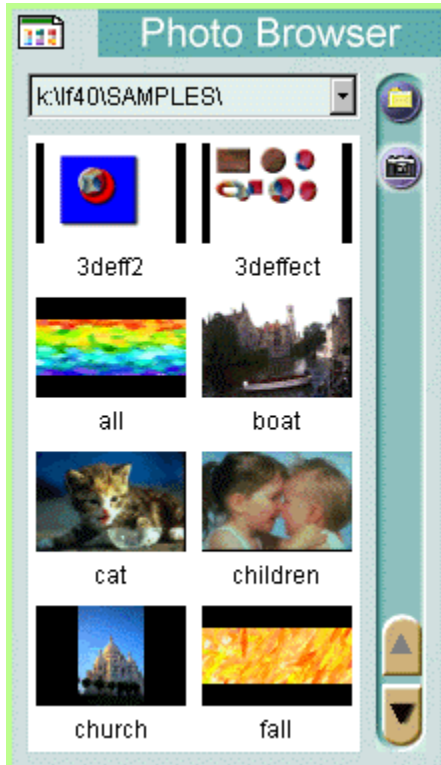 Photo Browser
k:\lf40\SAMPLES\
3deff2 3deffect
all boat
cat children
church fall